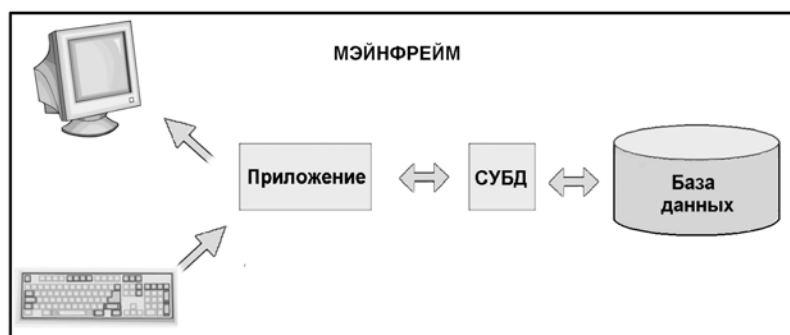 МЭЙНФРЕЙМ
Приложение
СУБД
База
данных